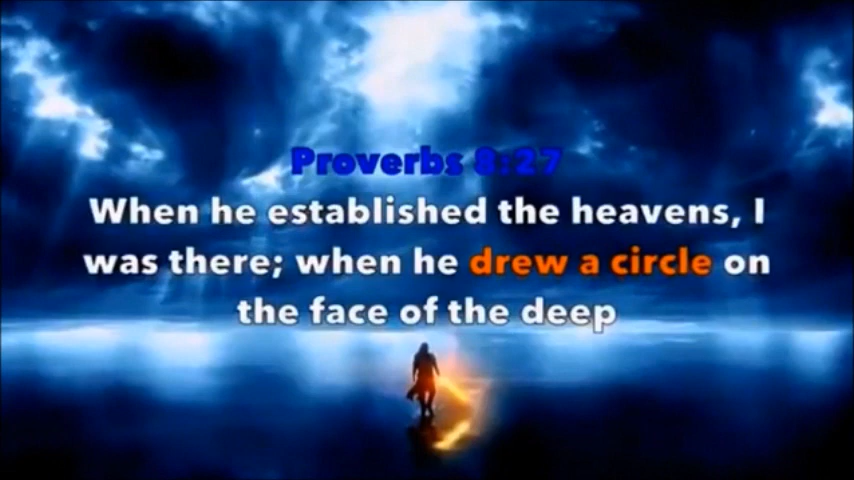 Proverbs 8:27
When he established the heavens, I
was there; when he drew a circle on
the face of the deep